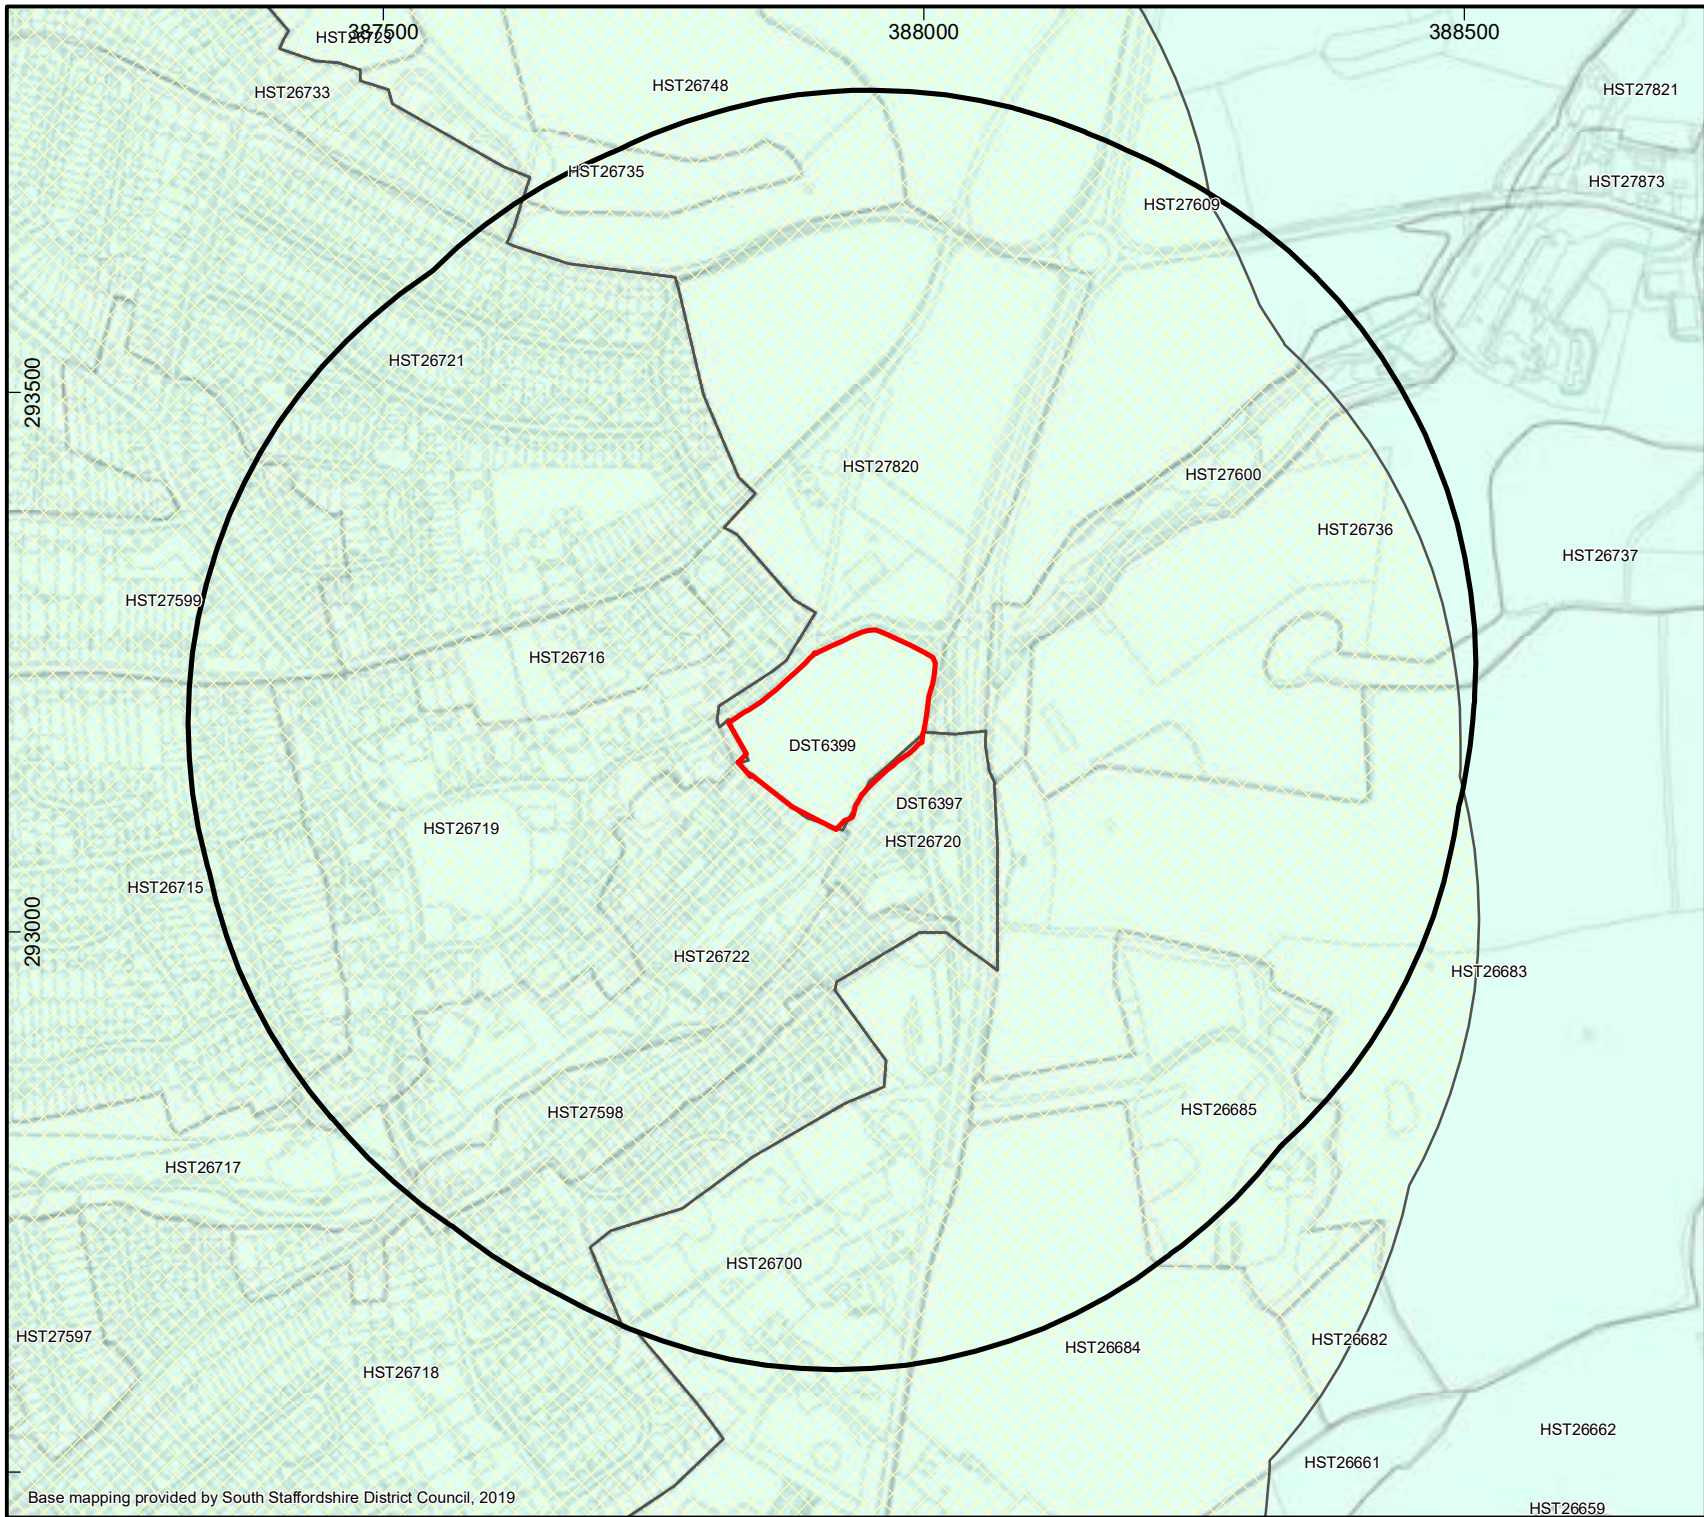 387500
388000
388500
HST26723
HST26733
HST26748
HST27821
HST26735
HST27873
HST27609
HST26721
293500
HST27820
HST27600
HST26736
HST26737
HST27599
HST26716
DST6399
DST6397
HST26719
HST26720
HST26715
293000
HST26722
HST26683
HST27598
HST26685
HST26717
HST26700
HST27597
HST26684
HST26682
HST26718
HST26662
HST26661
Base mapping provided by South Staffordshire District Council, 2019
HST26659